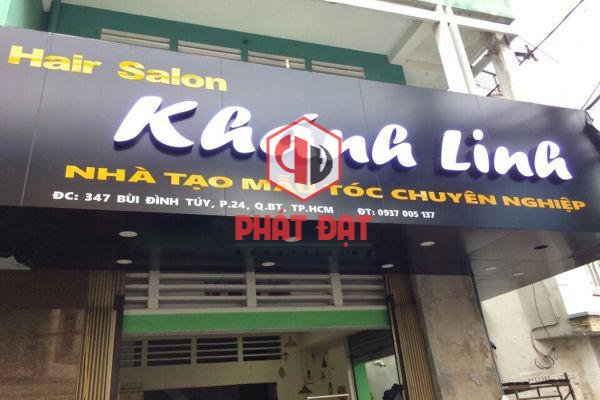 Hair Salon
Khánh Linh
NHÀ TẠO MẪU TÓC CHUYÊN NGHIỆP
ĐC: 347 BÙI ĐÌNH TÚY, P.24, Q.BT, TP.HCM ĐT: 0937 005 137
PHÁT ĐẠT
Advertising